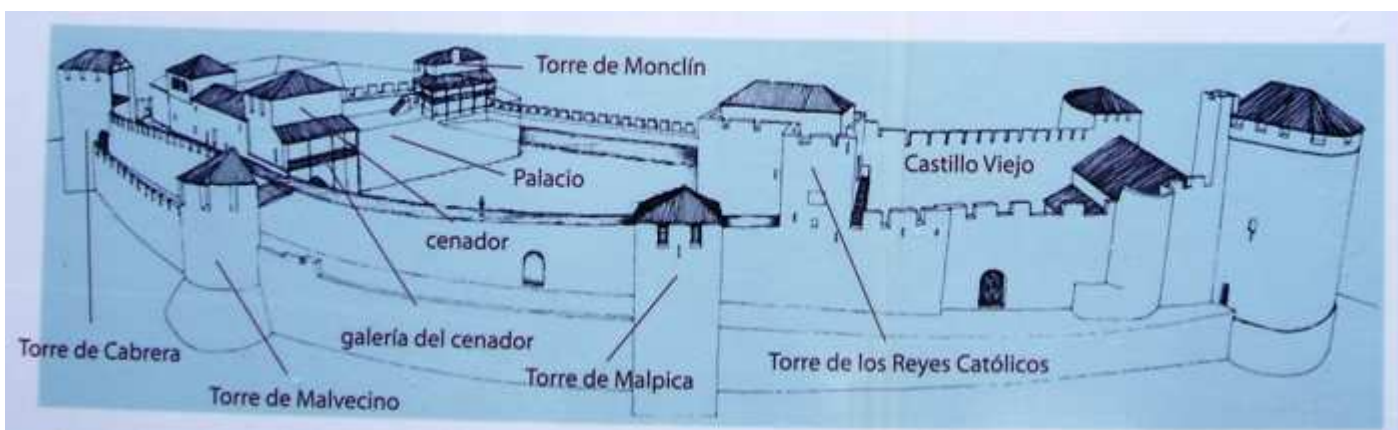 Torre de Monclín
Castillo Viejo
Palacio
cenador
galería del cenador
Torre de Cabrera
Torre de Malvecino
Torre de Malpica
Torre de los Reyes Católicos